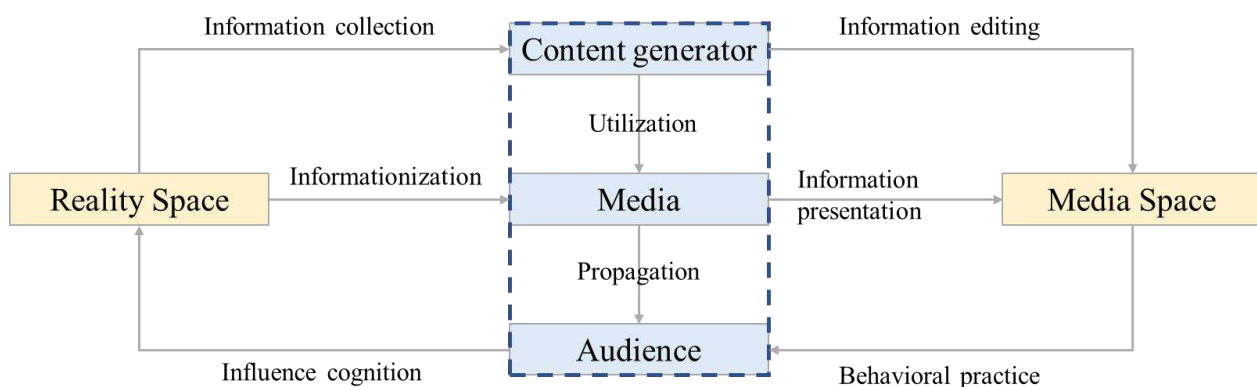 Information collection
Content generator
Information editing
Utilization
Reality Space
Informationization
Media
Information
presentation
Media Space
Propagation
Audience
Influence cognition
Behavioral practice